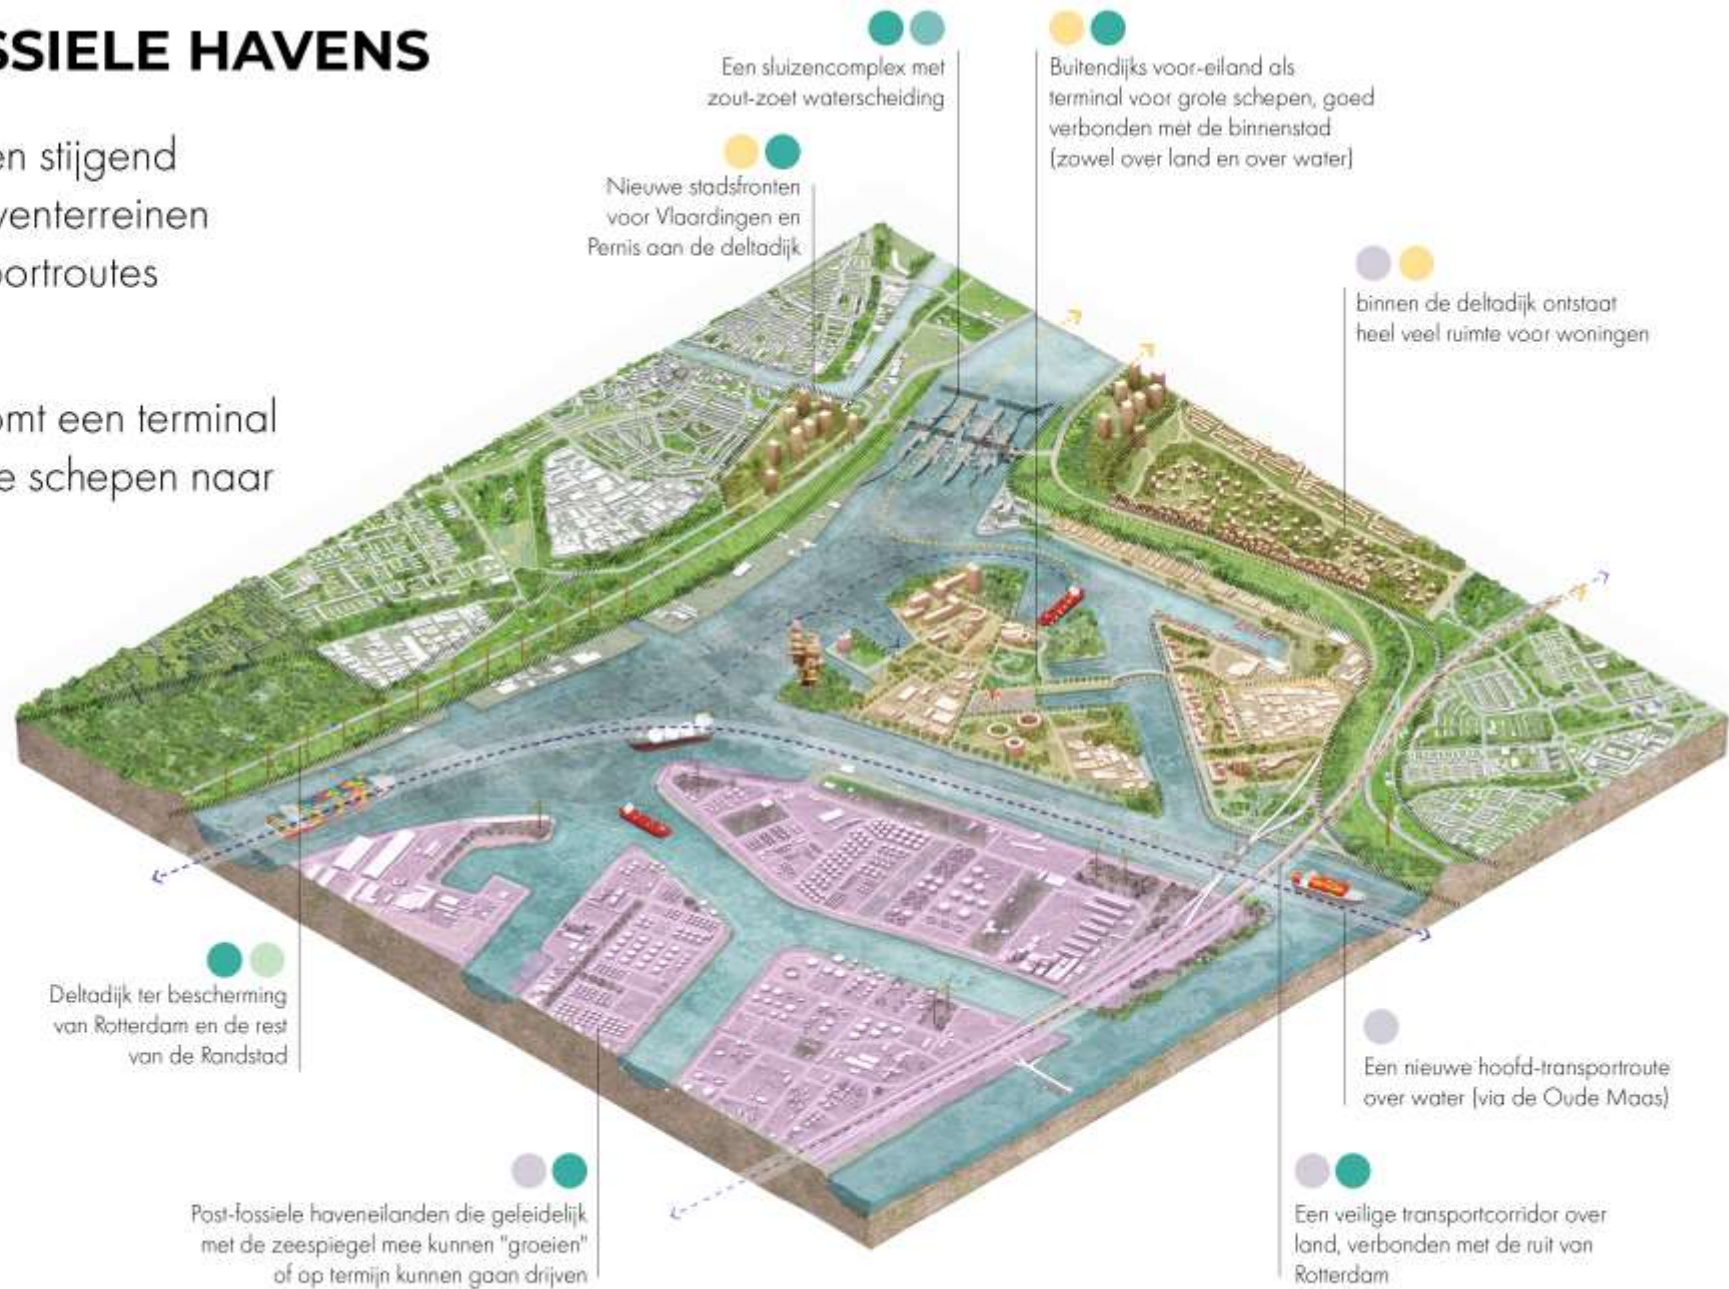 SSIELE HAVENS
en stijgend
venterreinen
portroutes
omt een terminal
e schepen naar
Een sluizencomplex met
zout-zoet waterscheiding
Buitendijks voor-eiland als
terminal voor grote schepen, goed
verbonden met de binnenstad
(zowel over land en over water)
Nieuwe stadsfronten
voor Vlaardingen en
Pernis aan de deltadijk
binnen de deltadijk ontstaat
heel veel ruimte voor woningen
Deltadijk ter bescherming
van Rotterdam en de rest
van de Randstad
Een nieuwe hoofd-transportroute
over water (via de Oude Maas)
Post-fossiele haveneilanden die geleidelijk
met de zeespiegel mee kunnen "groeien"
of op termijn kunnen gaan drijven
Een veilige transportcorridor over
land, verbonden met de ruit van
Rotterdam